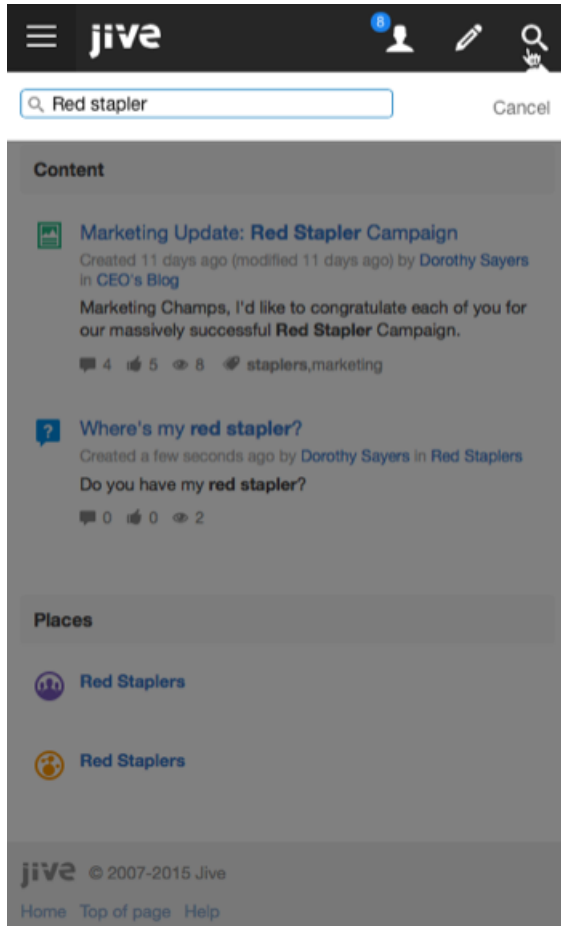 jive
8
Red stapler
Cancel
Content
Marketing Update: Red Stapler Campaign
Created 11 days ago (modified 11 days ago) by Dorothy Sayers
in CEO's Blog
Marketing Champs, I'd like to congratulate each of you for
our massively successful Red Stapler Campaign.
4 5 8 staplers,marketing
?
Where's my red stapler?
Created a few seconds ago by Dorothy Sayers in Red Staplers
Do you have my red stapler?
0 0 2
Places
Red Staplers
Red Staplers
jive © 2007-2015 Jive
Home Top of page Help